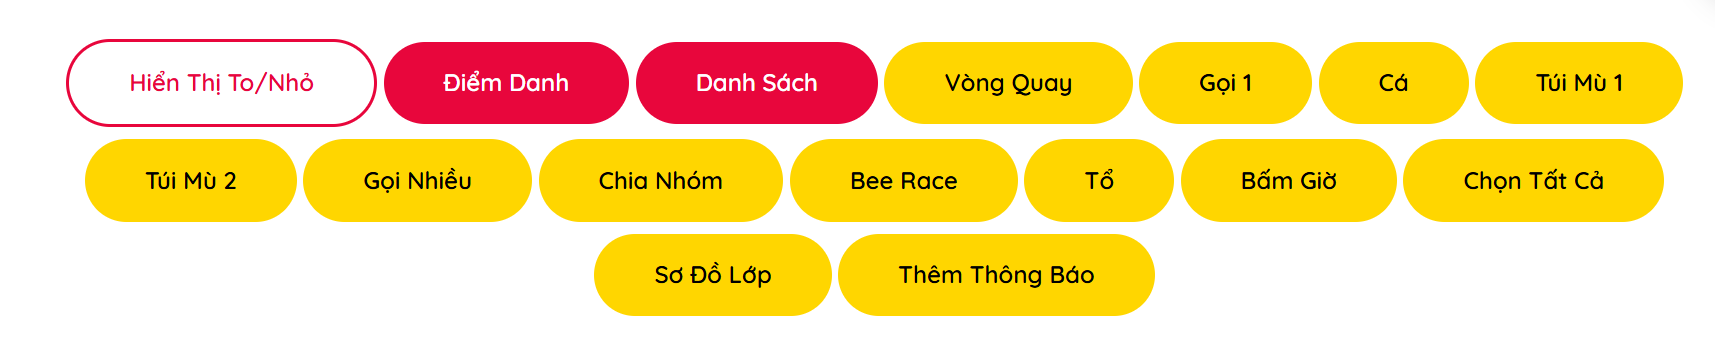 Hiển Thị To/Nhỏ Điểm Danh Danh Sách Vòng Quay Gọi 1 Cá Túi Mù 1
Túi Mù 2 Gọi Nhiều Chia Nhóm Bee Race Tổ Bấm Giờ Chọn Tất Cả
Sơ Đồ Lớp Thêm Thông Báo